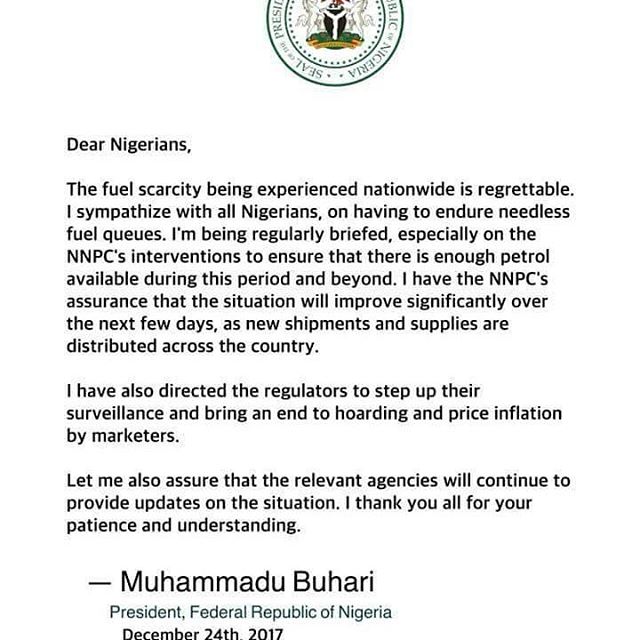 SEAL OF THE PRESIDENT
REPUBLIC OF NIGERIA
Dear Nigerians,
The fuel scarcity being experienced nationwide is regrettable.
I sympathize with all Nigerians, on having to endure needless
fuel queues. I'm being regularly briefed, especially on the
NNPC's interventions to ensure that there is enough petrol
available during this period and beyond. I have the NNPC's
assurance that the situation will improve significantly over
the next few days, as new shipments and supplies are
distributed across the country.
I have also directed the regulators to step up their
surveillance and bring an end to hoarding and price inflation
by marketers.
Let me also assure that the relevant agencies will continue to
provide updates on the situation. I thank you all for your
patience and understanding.
— Muhammadu Buhari
President, Federal Republic of Nigeria
December 24th, 2017